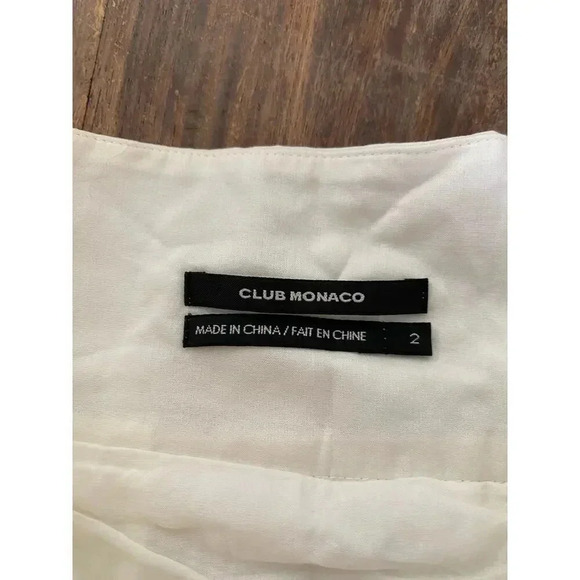 CLUB MONACO
MADE IN CHINA / FAIT EN CHINE 2